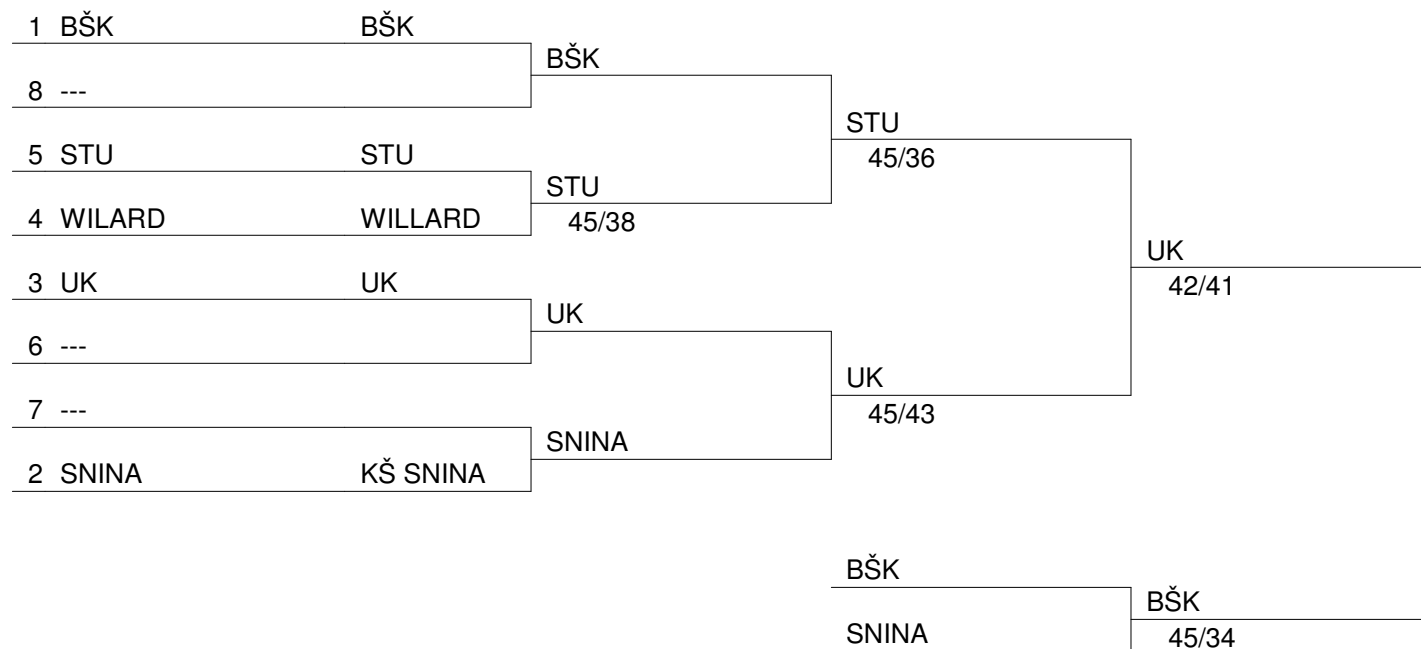 1 BŠK BŠK
BŠK
8 ---
STU
5 STU STU
45/36
STU
4 WILARD WILLARD
45/38
UK
3 UK UK
42/41
UK
6 ---
UK
7 ---
45/43
SNINA
2 SNINA KŠ SNINA
BŠK
BŠK
SNINA
45/34